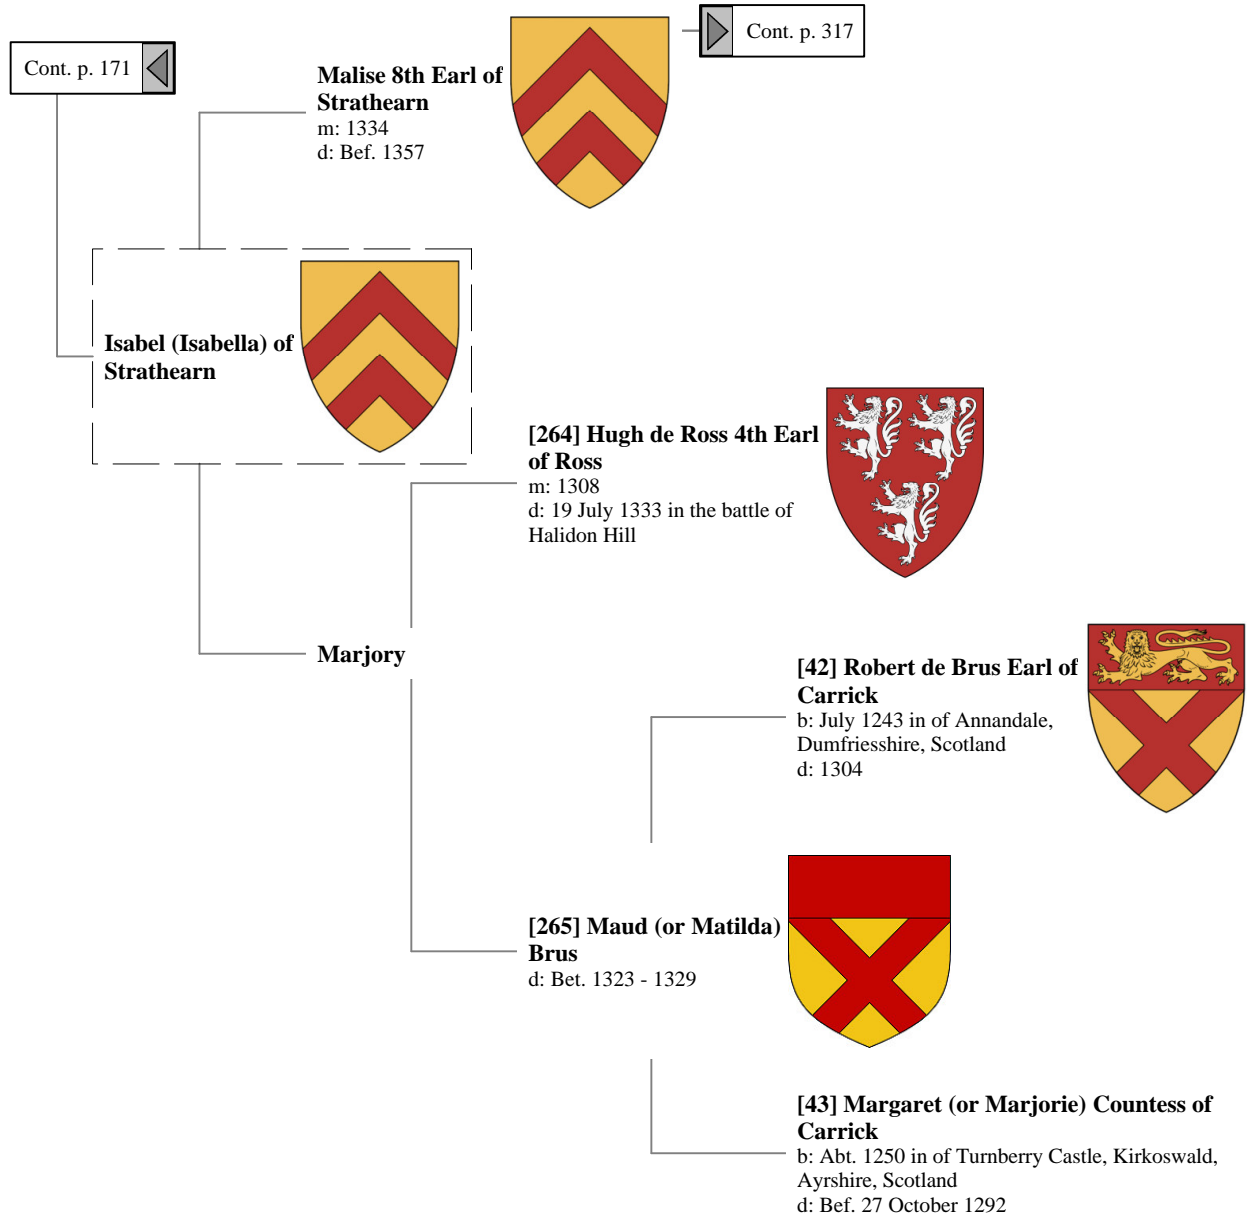 Cont. p. 171
Cont. p. 317
Malise 8th Earl of
Strathearn
m: 1334
d: Bef. 1357
Isabel (Isabella) of
Strathearn
[264] Hugh de Ross 4th Earl
of Ross
m: 1308
d: 19 July 1333 in the battle of
Halidon Hill
Marjory
[42] Robert de Brus Earl of
Carrick
b: July 1243 in of Annandale,
Dumfriesshire, Scotland
d: 1304
[265] Maud (or Matilda)
Brus
d: Bet. 1323 - 1329
[43] Margaret (or Marjorie) Countess of
Carrick
b: Abt. 1250 in of Turnberry Castle, Kirkoswald,
Ayrshire, Scotland
d: Bef. 27 October 1292